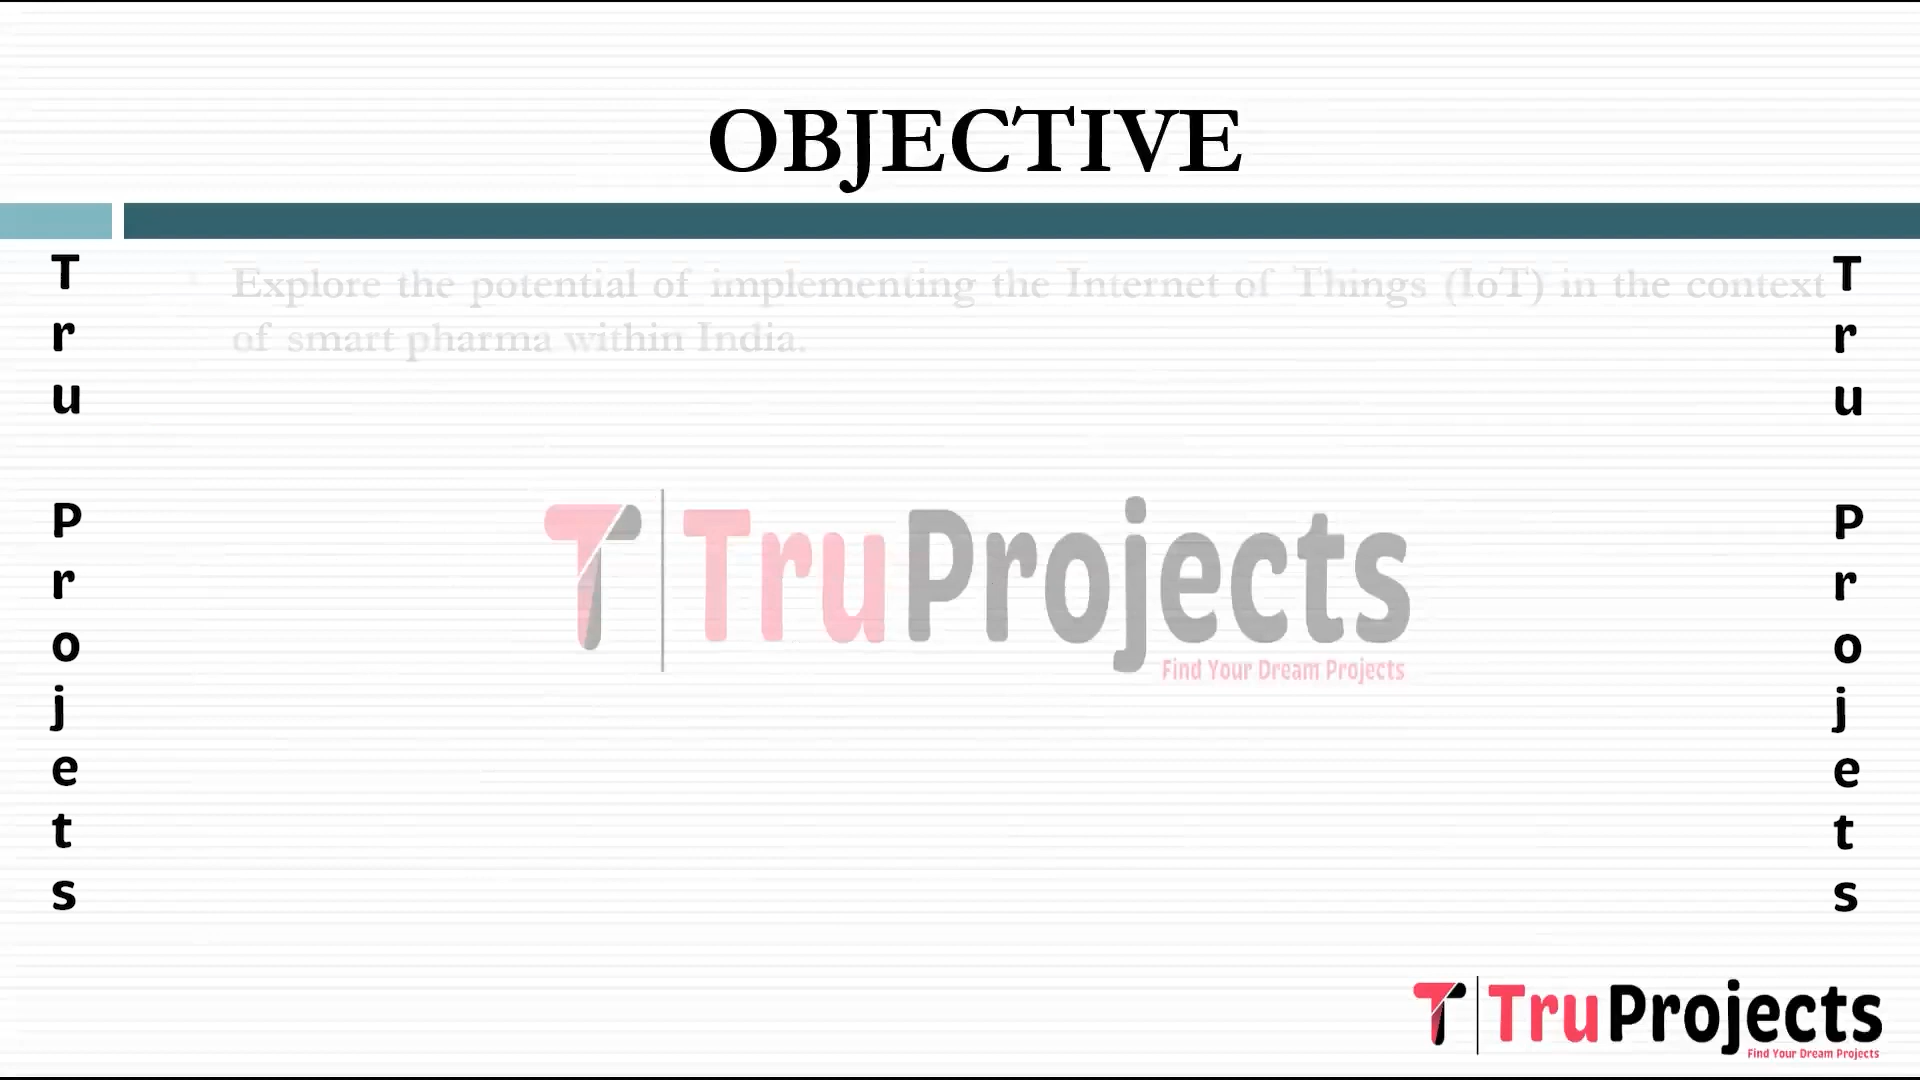 OBJECTIVE
Explore the potential of implementing the Internet of Things (IoT) in the context
of smart pharma within India.
T
r
u
P
r
o
j
e
t
s
T
r
u
P
r
o
j
e
t
s
TruProjects
Find Your Dream Projects
TruProjects
Find Your Dream Projects